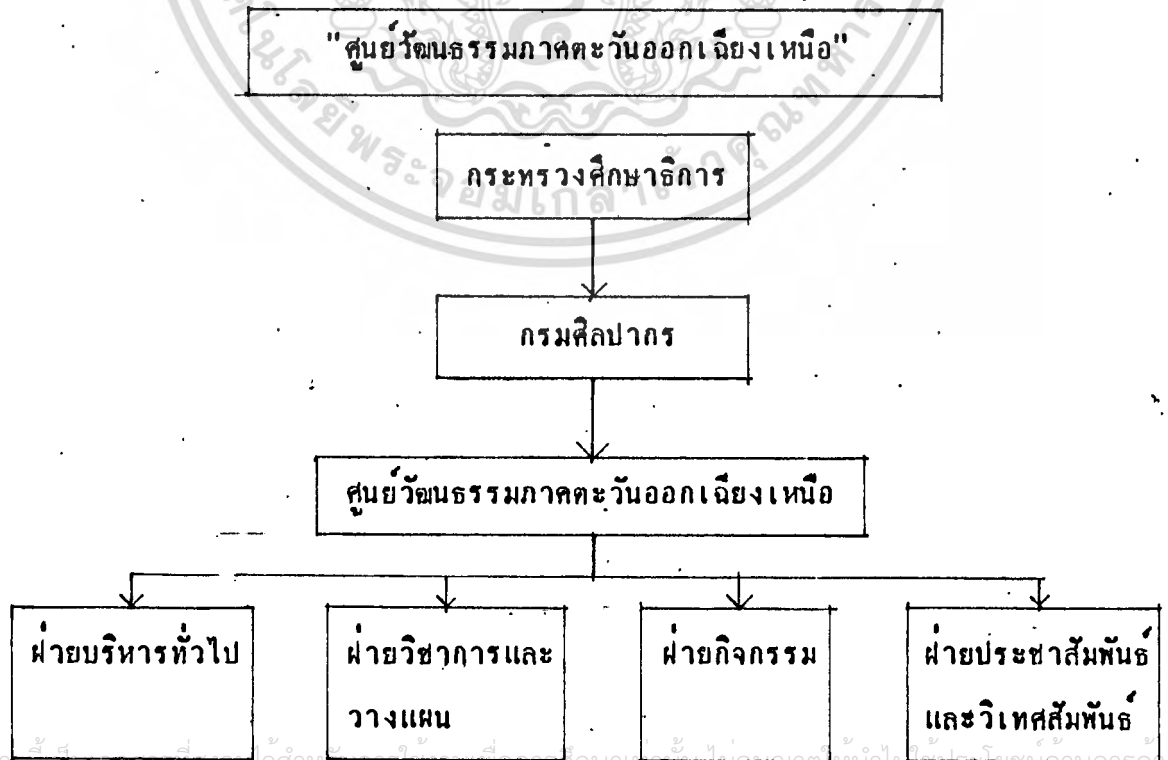 "ศูนย์วัฒนธรรมภาคตะวันออกเฉียงเหนือ"
กระทรวงศึกษาธิการ
กรมศิลปากร
ศูนย์วัฒนธรรมภาคตะวันออกเฉียงเหนือ
ฝ่ายบริหารทั่วไป
ฝ่ายวิชาการและ
วางแผน
ฝ่ายกิจกรรม
ฝ่ายประชาสัมพันธ์
และวิเทศสัมพันธ์